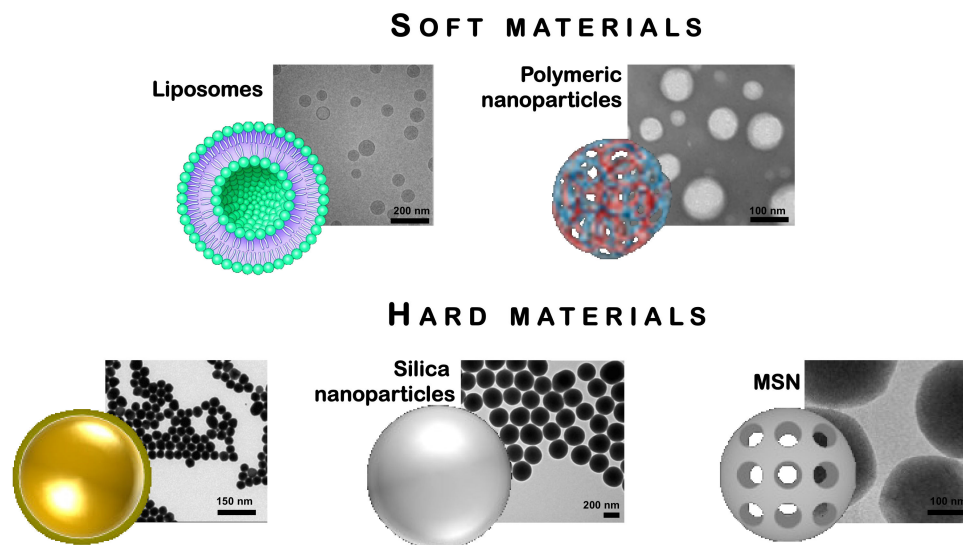 SOFT MATERIALS
Liposomes
200 nm
Polymeric
nanoparticles
100 nm
HARD MATERIALS
150 nm
Silica
nanoparticles
200 nm
MSN
100 nm